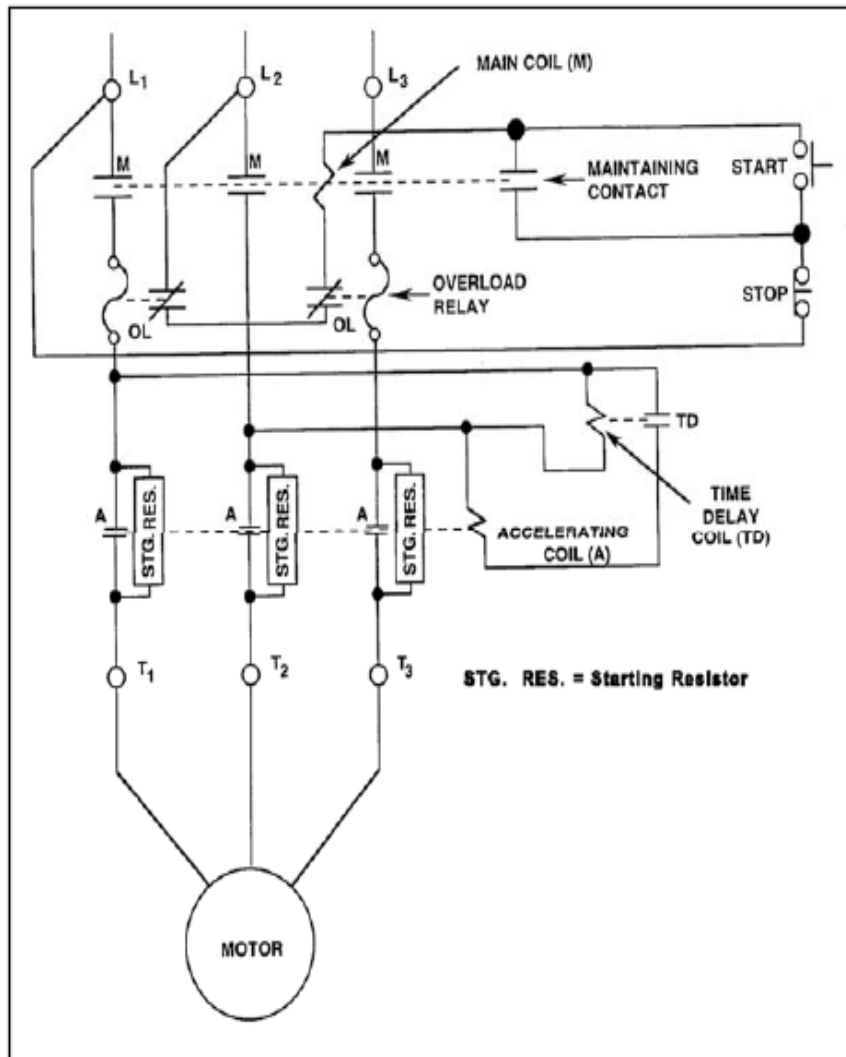 MAIN COIL (M)
L1
L2
L3
M
M
M
MAINTAINING
CONTACT
START
OVERLOAD
RELAY
STOP
OL
OL
TD
TIME
DELAY
COIL (TD)
A
STG. RES.
A
STG. RES.
A
STG. RES.
ACCELERATING
COIL (A)
T1
T2
T3
STG. RES. = Starting Resistor
MOTOR